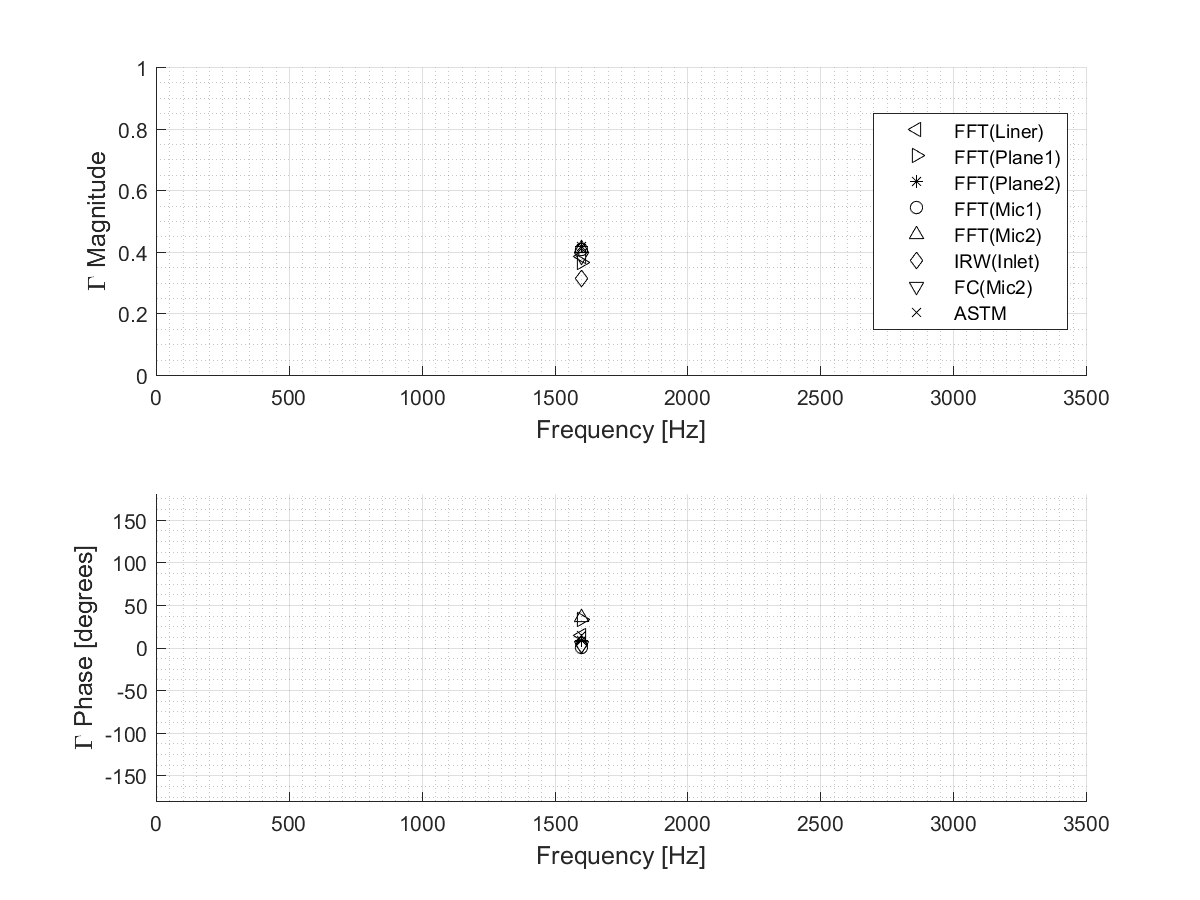 1
0.8
0.6
0.4
0.2
0
Γ Magnitude
0 500 1000 1500 2000 2500 3000 3500
Frequency [Hz]
FFT(Liner)
FFT(Plane1)
FFT(Plane2)
FFT(Mic1)
FFT(Mic2)
IRW(Inlet)
FC(Mic2)
ASTM
150
100
50
0
-50
-100
-150
Γ Phase [degrees]
0 500 1000 1500 2000 2500 3000 3500
Frequency [Hz]